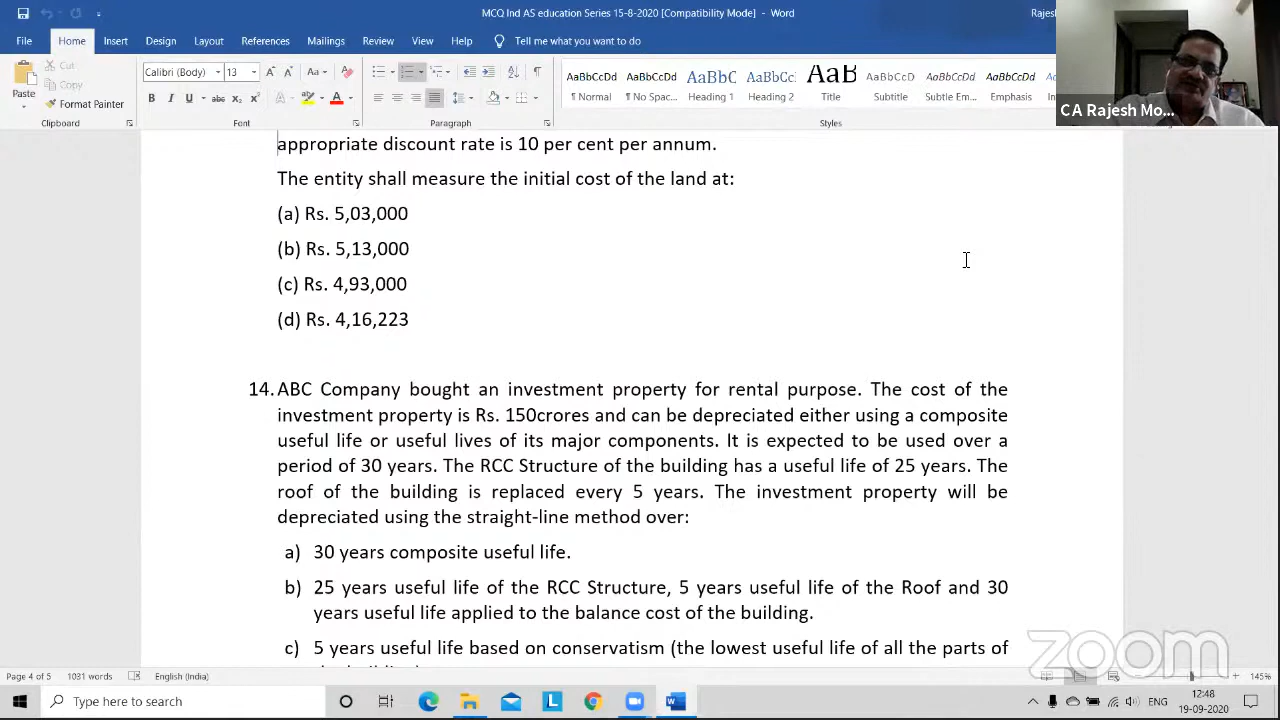 MCQ Ind AS education Series 15-8-2020 [Compatibility Mode] - Word
Rajes
File Home Insert Design Layout References Mailings Review View Help Tell me what you want to do
Paste
Cut
Copy
Format Painter
Clipboard
Calibri (Body) 13
Font
Paragraph
AaBbCcDd AaBbCcDd AaBbC AaBbCc AaB AaBbCcD AaBbCcDd AaBbCcDd
¶ Normal ¶ No Spac... Heading 1 Heading 2 Title Subtitle Subtle Em... Emphasis
Styles
C A Rajesh Mo...
appropriate discount rate is 10 per cent per annum.
The entity shall measure the initial cost of the land at:
(a) Rs. 5,03,000
(b) Rs. 5,13,000
(c) Rs. 4,93,000
(d) Rs. 4,16,223
14. ABC Company bought an investment property for rental purpose. The cost of the
investment property is Rs. 150crores and can be depreciated either using a composite
useful life or useful lives of its major components. It is expected to be used over a
period of 30 years. The RCC Structure of the building has a useful life of 25 years. The
roof of the building is replaced every 5 years. The investment property will be
depreciated using the straight-line method over:
a) 30 years composite useful life.
b) 25 years useful life of the RCC Structure, 5 years useful life of the Roof and 30
years useful life applied to the balance cost of the building.
c) 5 years useful life based on conservatism (the lowest useful life of all the parts of
zoom
Page 4 of 5 1031 words English (India) 145%
Type here to search
12:48
19-09-2020